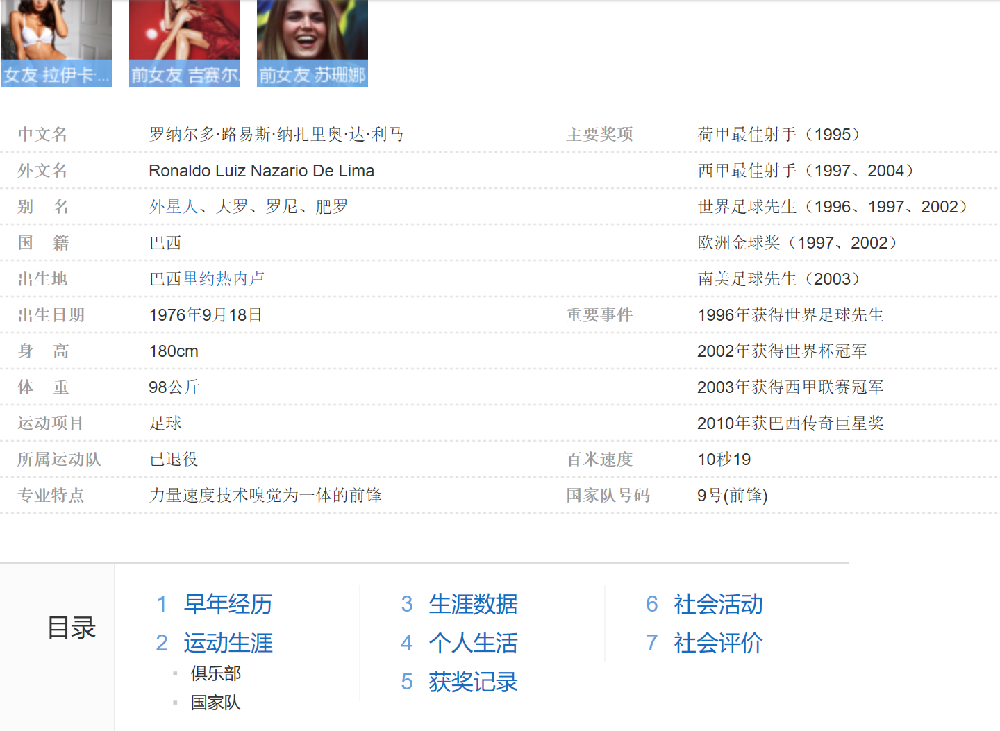 女友 拉伊卡·...
前女友 吉赛尔.
前女友 苏珊娜
中文名 罗纳尔多·路易斯·纳扎里奥·达·利马 主要奖项 荷甲最佳射手（1995）
外文名 Ronaldo Luiz Nazario De Lima 西甲最佳射手（1997、2004）
别 名 外星人、大罗、罗尼、肥罗 世界足球先生（1996、1997、2002）
国 籍 巴西 欧洲金球奖（1997、2002）
出生地 巴西里约热内卢 南美足球先生（2003）
出生日期 1976年9月18日 重要事件 1996年获得世界足球先生
身 高 180cm 2002年获得世界杯冠军
体 重 98公斤 2003年获得西甲联赛冠军
运动项目 足球 2010年获巴西传奇巨星奖
所属运动队 已退役 百米速度 10秒19
专业特点 力量速度技术嗅觉为一体的前锋 国家队号码 9号(前锋)
目录
1 早年经历
2 运动生涯
▪ 俱乐部
▪ 国家队
3 生涯数据
4 个人生活
5 获奖记录
6 社会活动
7 社会评价